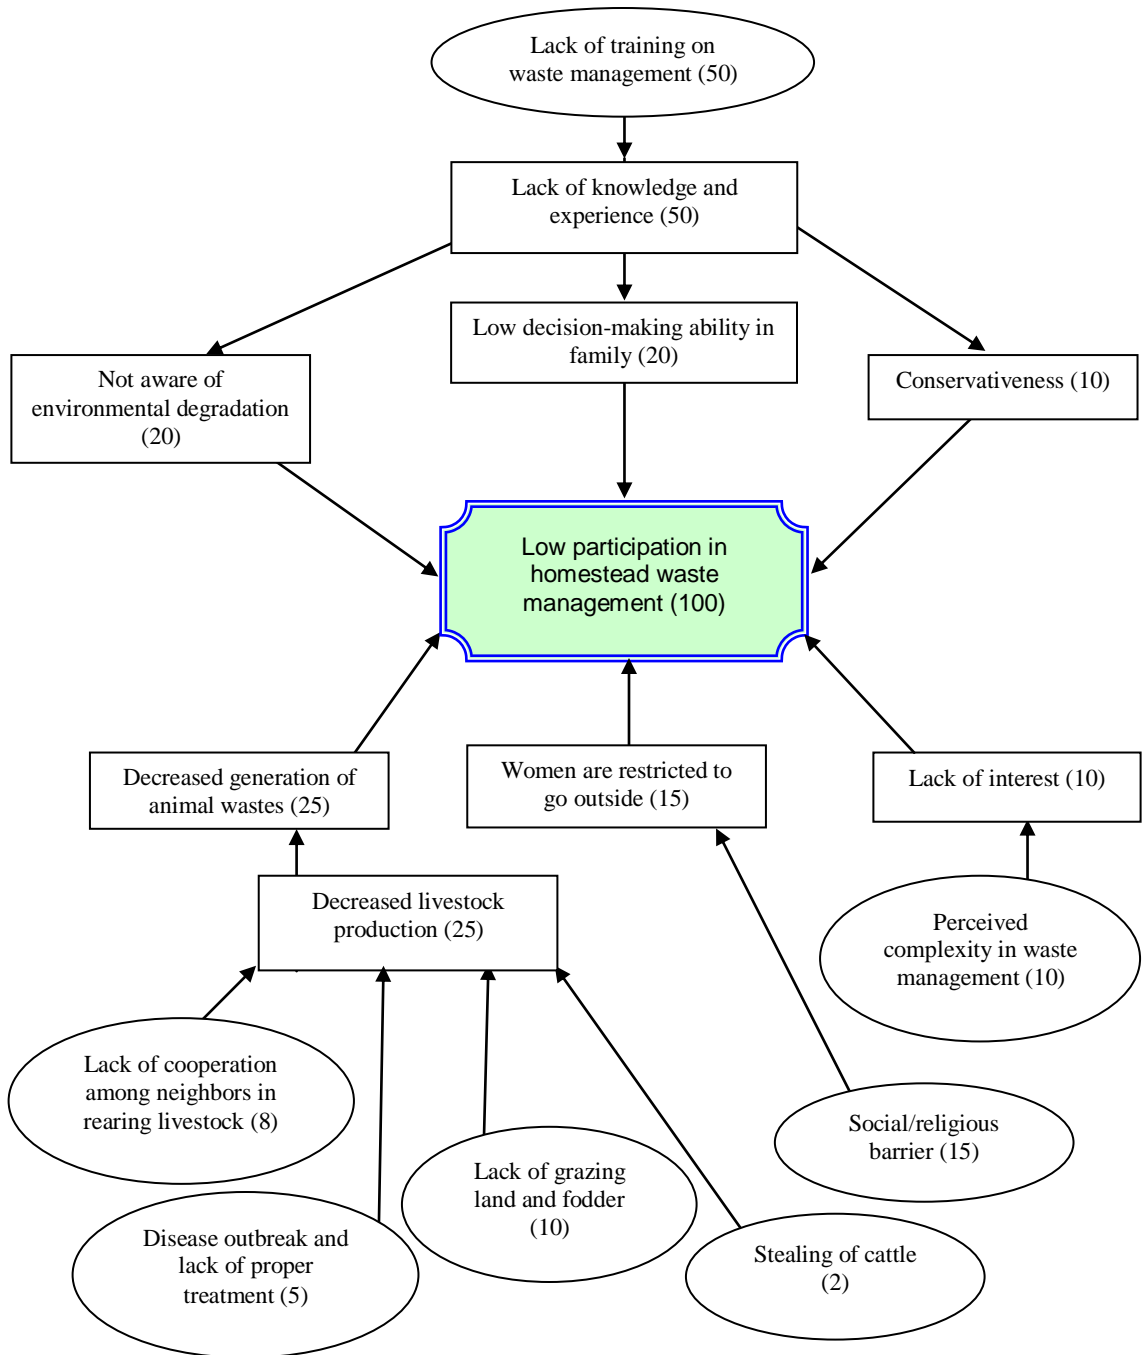 Lack of training on
waste management (50)
Lack of knowledge and
experience (50)
Low decision-making ability in
family (20)
Not aware of
environmental degradation
(20)
Conservativeness (10)
Low participation in
homestead waste
management (100)
Decreased generation of
animal wastes (25)
Women are restricted to
go outside (15)
Lack of interest (10)
Decreased livestock
production (25)
Perceived
complexity in waste
management (10)
Lack of cooperation
among neighbors in
rearing livestock (8)
Social/religious
barrier (15)
Lack of grazing
land and fodder
(10)
Disease outbreak and
lack of proper
treatment (5)
Stealing of cattle
(2)